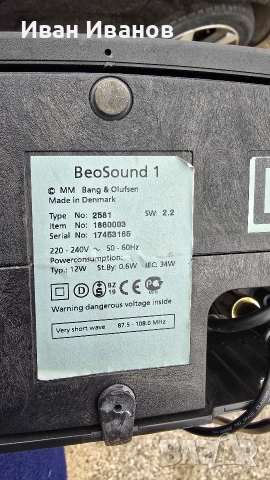 Иван Иванов
BeoSound 1
© MM Bang & Olufsen
Made in Denmark
Type No: 2581 SW: 2.2
Item No: 1860003
Serial No: 17453165
220 - 240V ~ 50 - 60Hz
Powerconsumption:
Typ.: 12W St.By: 0.6W IEC: 34W
Warning dangerous voltage inside
Very short wave 87.5 - 108.0 MHz
bazar